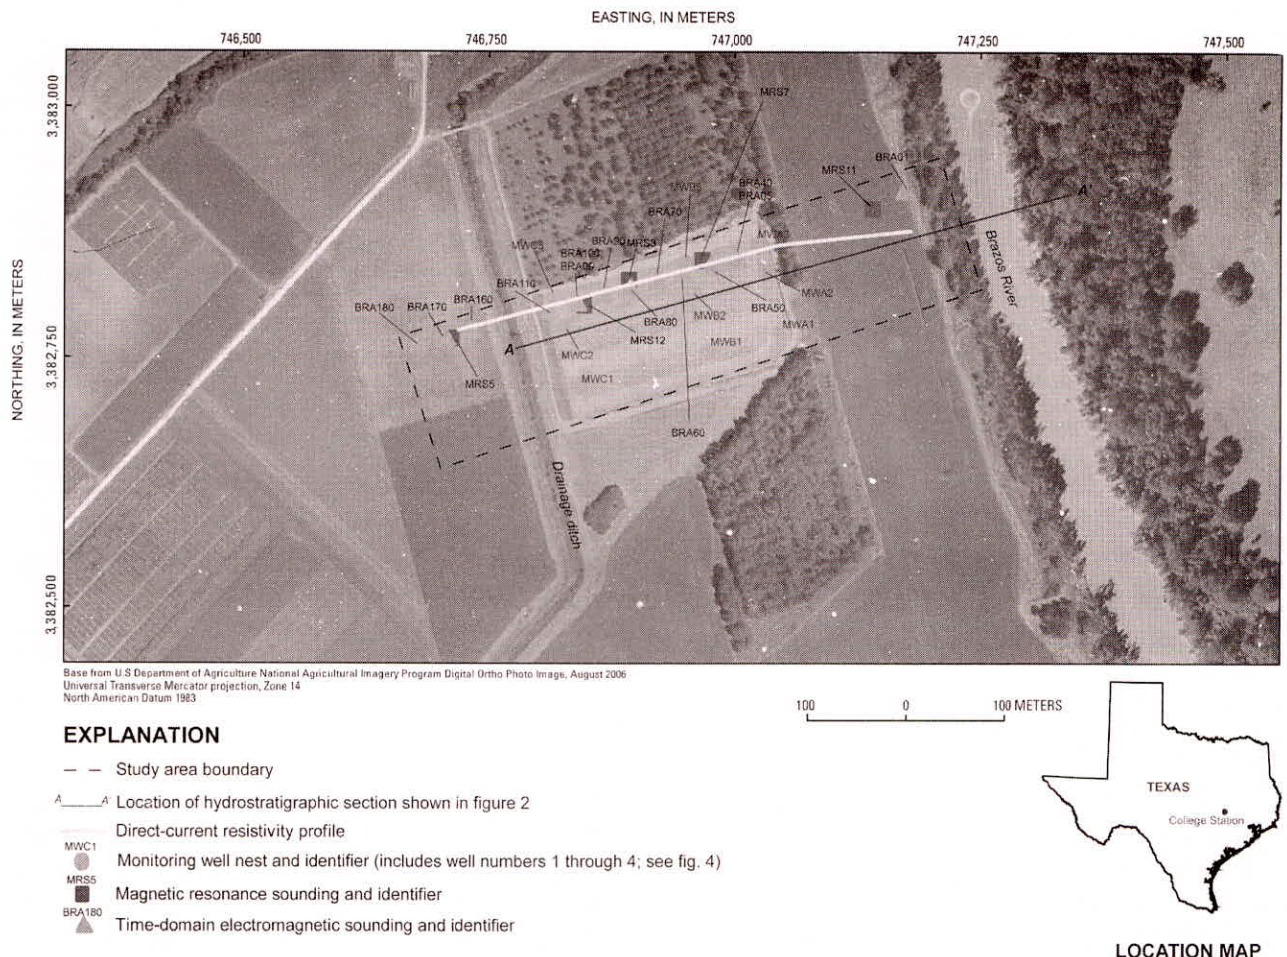 EASTING, IN METERS
746,500
746,750
747,000
747,250
747,500
NORTHING, IN METERS
3,383,000
3,382,750
3,382,500
MRS7
BRA01
MRS11
BRA40
MWB3
BRA70
A'
MWA3
BRA90
MRS3
MWC3
BRA100
BRA110
BRA160
BRA170
BRA180
Brazos River
MWA2
BRA50
MWB2
BRA80
MWA1
MRS12
MWB1
A
MWC2
MWC1
MRS5
BRA60
Drainage ditch
Base from U.S Department of Agriculture National Agricultural Imagery Program Digital Ortho Photo Image, August 2006
Universal Transverse Mercator projection, Zone 14
North American Datum 1983
100 0 100 METERS
EXPLANATION
Study area boundary
A A' Location of hydrostratigraphic section shown in figure 2
Direct-current resistivity profile
MWC1
Monitoring well nest and identifier (includes well numbers 1 through 4; see fig. 4)
MRS5
Magnetic resonance sounding and identifier
BRA180
Time-domain electromagnetic sounding and identifier
TEXAS
College Station
LOCATION MAP